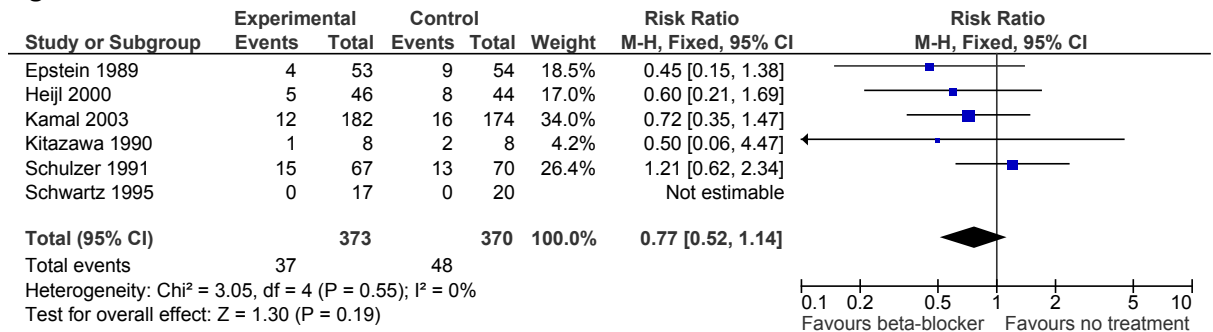 Experimental Control Risk Ratio Risk Ratio
Study or Subgroup Events Total Events Total Weight M-H, Fixed, 95% CI M-H, Fixed, 95% CI
Epstein 1989 4 53 9 54 18.5% 0.45 [0.15, 1.38]
Heijl 2000 5 46 8 44 17.0% 0.60 [0.21, 1.69]
Kamal 2003 12 182 16 174 34.0% 0.72 [0.35, 1.47]
Kitazawa 1990 1 8 2 8 4.2% 0.50 [0.06, 4.47]
Schulzer 1991 15 67 13 70 26.4% 1.21 [0.62, 2.34]
Schwartz 1995 0 17 0 20 Not estimable
Total (95% CI) 373 370 100.0% 0.77 [0.52, 1.14]
Total events 37 48
Heterogeneity: Chi² = 3.05, df = 4 (P = 0.55); I² = 0%
Test for overall effect: Z = 1.30 (P = 0.19)
0.1 0.2 0.5 1 2 5 10
Favours beta-blocker Favours no treatment